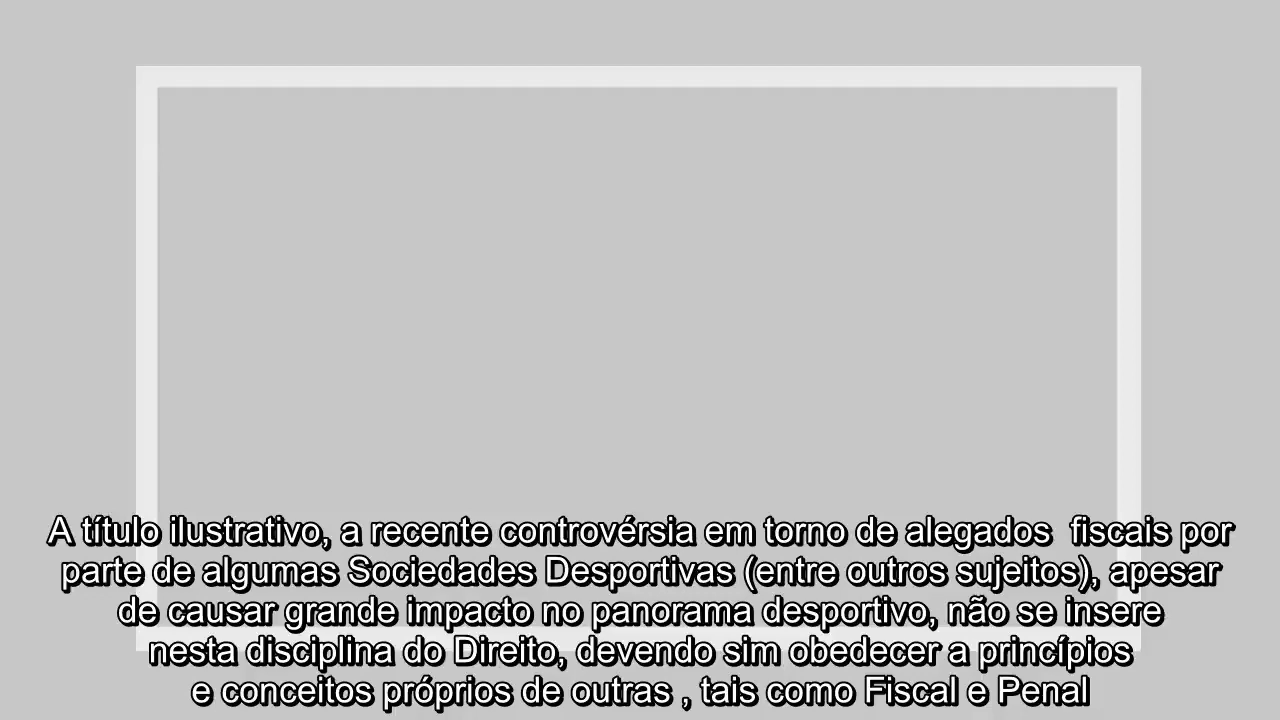 A título ilustrativo, a recente controvérsia em torno de alegados  fiscais por
parte de algumas Sociedades Desportivas (entre outros sujeitos), apesar
de causar grande impacto no panorama desportivo, não se insere
nesta disciplina do Direito, devendo sim obedecer a princípios
e conceitos próprios de outras , tais como Fiscal e Penal